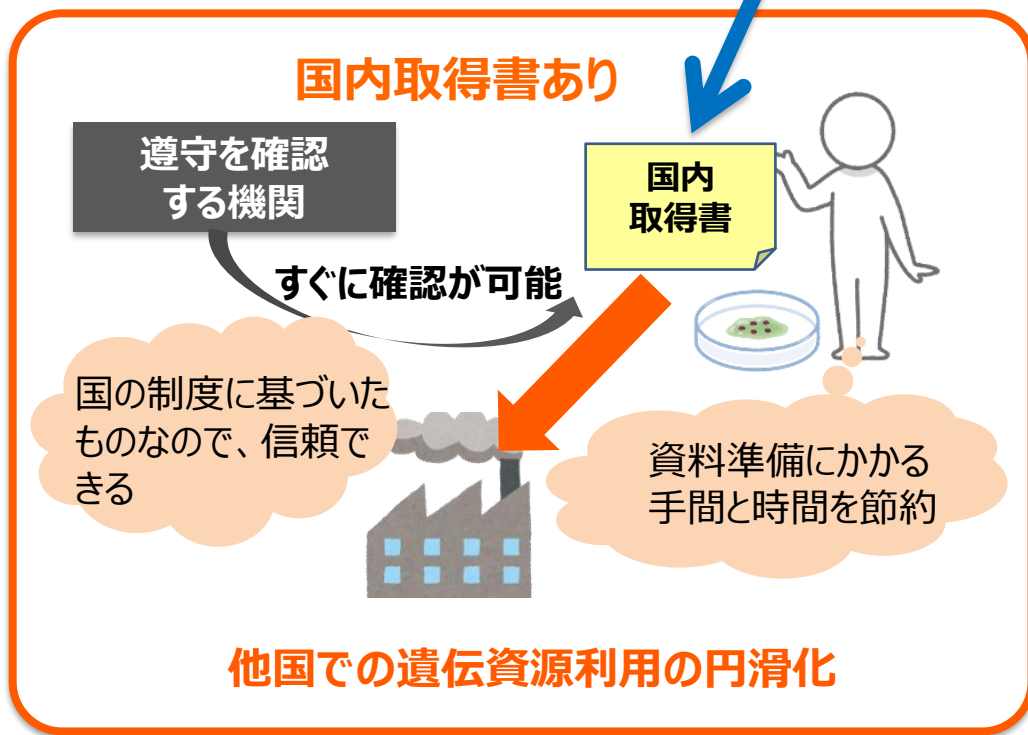 国内取得書あり
遵守を確認
する機関
国内
取得書
すぐに確認が可能
国の制度に基づいた
ものなので、信頼で
きる
資料準備にかかる
手間と時間を節約
他国での遺伝資源利用の円滑化